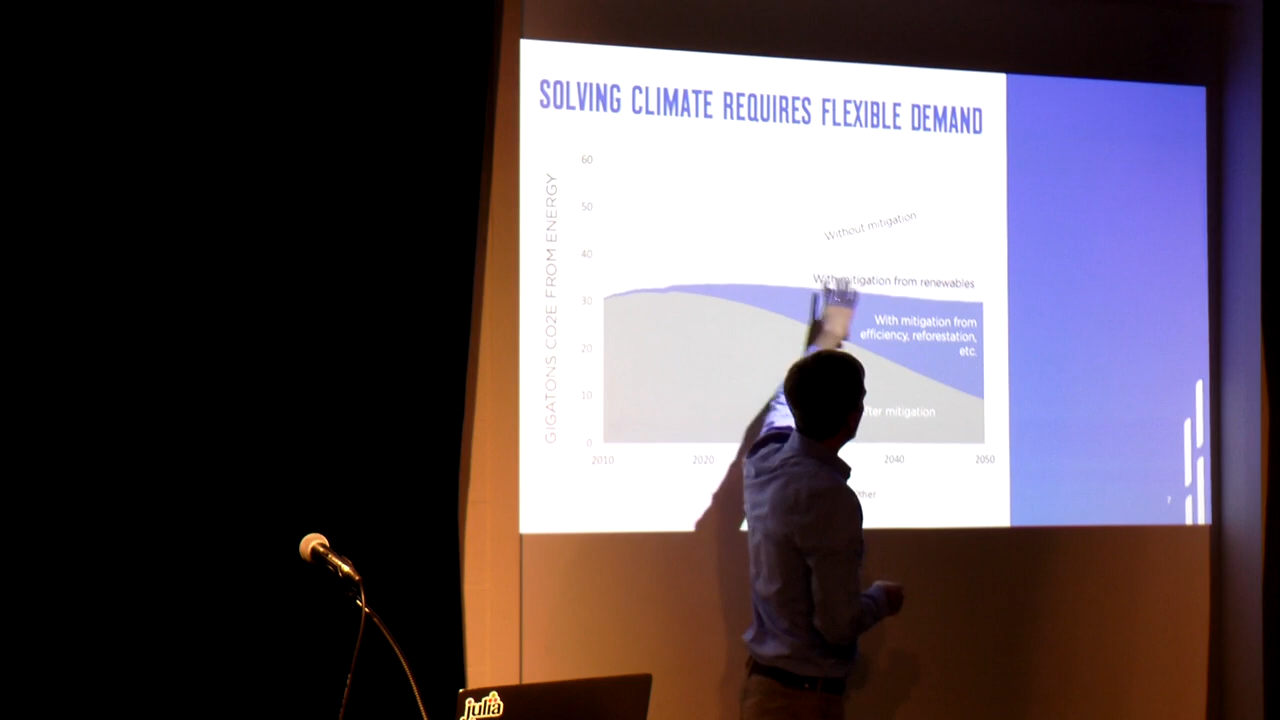 SOLVING CLIMATE REQUIRES FLEXIBLE DEMAND
GIGATONS CO2E FROM ENERGY
60
50
40
30
20
10
0
Without mitigation
With mitigation from renewables
With mitigation from
efficiency, reforestation,
etc.
mitigation
2010
2020
2040
2050
7
julia